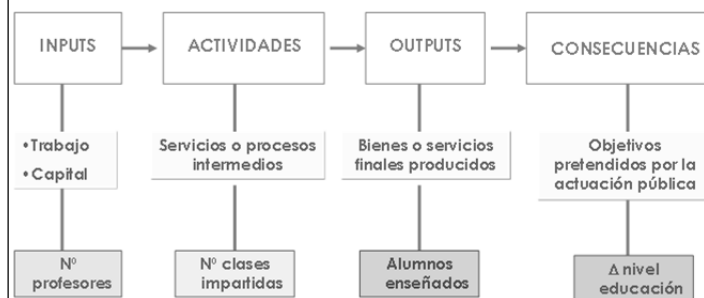 INPUTS
ACTIVIDADES
OUTPUTS
CONSECUENCIAS
•Trabajo
•Capital
Servicios o procesos
intermedios
Bienes o servicios
finales producidos
Objetivos
pretendidos por la
actuación pública
Nº
profesores
Nº clases
impartidas
Alumnos
enseñados
Δ nivel
educación